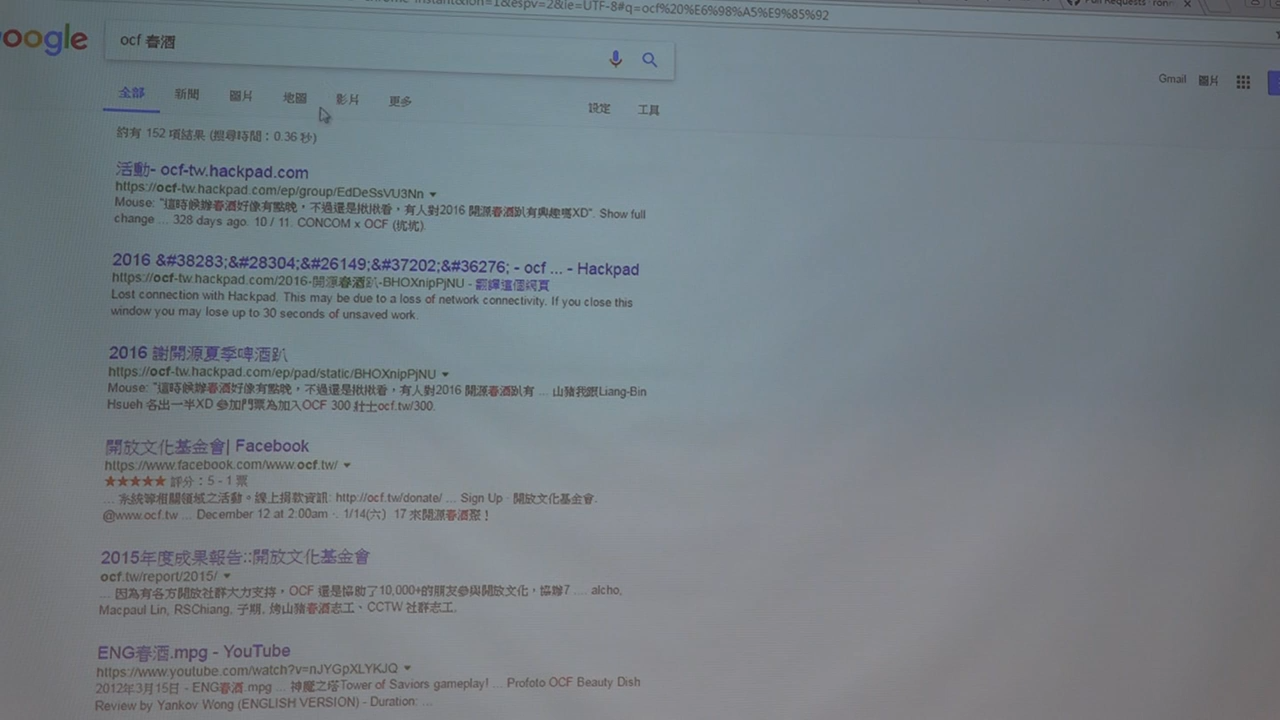 =1&espv=2&ie=UTF-8#q=ocf%20%E6%98%A5%E9%85%92
Pull Requests
oogle
ocf 春酒
Gmail 圖片
全部 新聞 圖片 地圖 影片 更多 設定 工具
約有 152 項結果 (搜尋時間：0.36 秒)
活動- ocf-tw.hackpad.com
https://ocf-tw.hackpad.com/ep/group/EdDeSsVU3Nn
Mouse: "這時候辦春酒好像有點晚，不過還是揪揪看，有人對2016 開源春酒趴有興趣嗎XD". Show full
change ... 328 days ago. 10 / 11. CONCOM x OCF (坑坑).
2016 &#38283;&#28304;&#26149;&#37202;&#36276; - ocf ... - Hackpad
https://ocf-tw.hackpad.com/2016-開源春酒趴-BHOXnipPjNU - 翻譯這個網頁
Lost connection with Hackpad. This may be due to a loss of network connectivity. If you close this
window you may lose up to 30 seconds of unsaved work.
2016 謝開源夏季啤酒趴
https://ocf-tw.hackpad.com/ep/pad/static/BHOXnipPjNU
Mouse: "這時候辦春酒好像有點晚，不過還是揪揪看，有人對2016 開源春酒趴有 ... 山豬我跟Liang-Bin
Hsueh 各出一半XD 參加門票為加入OCF 300 壯士ocf.tw/300.
開放文化基金會| Facebook
https://www.facebook.com/www.ocf.tw/
★★★★★ 評分：5 - 1 票
... 系統等相關領域之活動。線上捐款資訊: http://ocf.tw/donate/ ... Sign Up · 開放文化基金會.
@www.ocf.tw ... December 12 at 2:00am · 1/14(六) 17 來開源春酒聚！
2015年度成果報告::開放文化基金會
ocf.tw/report/2015/
... 因為有各方開放社群大力支持，OCF 還是協助了10,000+的朋友參與開放文化，協辦7 ... alcho,
Macpaul Lin, RSChiang, 子期, 烤山豬春酒志工、CCTW 社群志工.
ENG春酒.mpg - YouTube
https://www.youtube.com/watch?v=nJYGpXLYKJQ
2012年3月15日 - ENG春酒.mpg ... 神魔之塔Tower of Saviors gameplay! ... Profoto OCF Beauty Dish
Review by Yankov Wong (ENGLISH VERSION) - Duration: ...